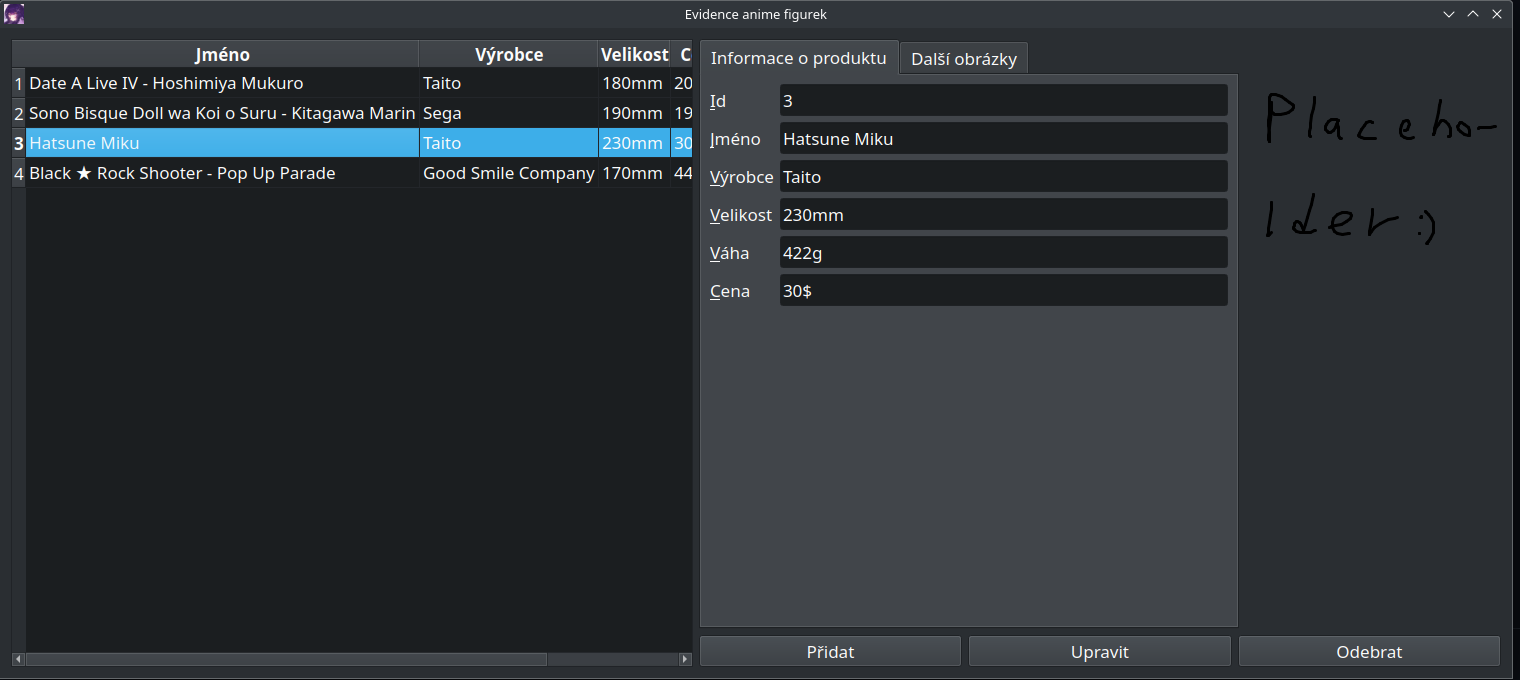 Evidence anime figurek
Jméno Výrobce Velikost C
1 Date A Live IV - Hoshimiya Mukuro Taito 180mm 20
2 Sono Bisque Doll wa Koi o Suru - Kitagawa Marin Sega 190mm 19
3 Hatsune Miku Taito 230mm 30
4 Black ★ Rock Shooter - Pop Up Parade Good Smile Company 170mm 44
Informace o produktu Další obrázky
Id 3
Jméno Hatsune Miku
Výrobce Taito
Velikost 230mm
Váha 422g
Cena 30$
Placeho-
lder :)
Přidat Upravit Odebrat